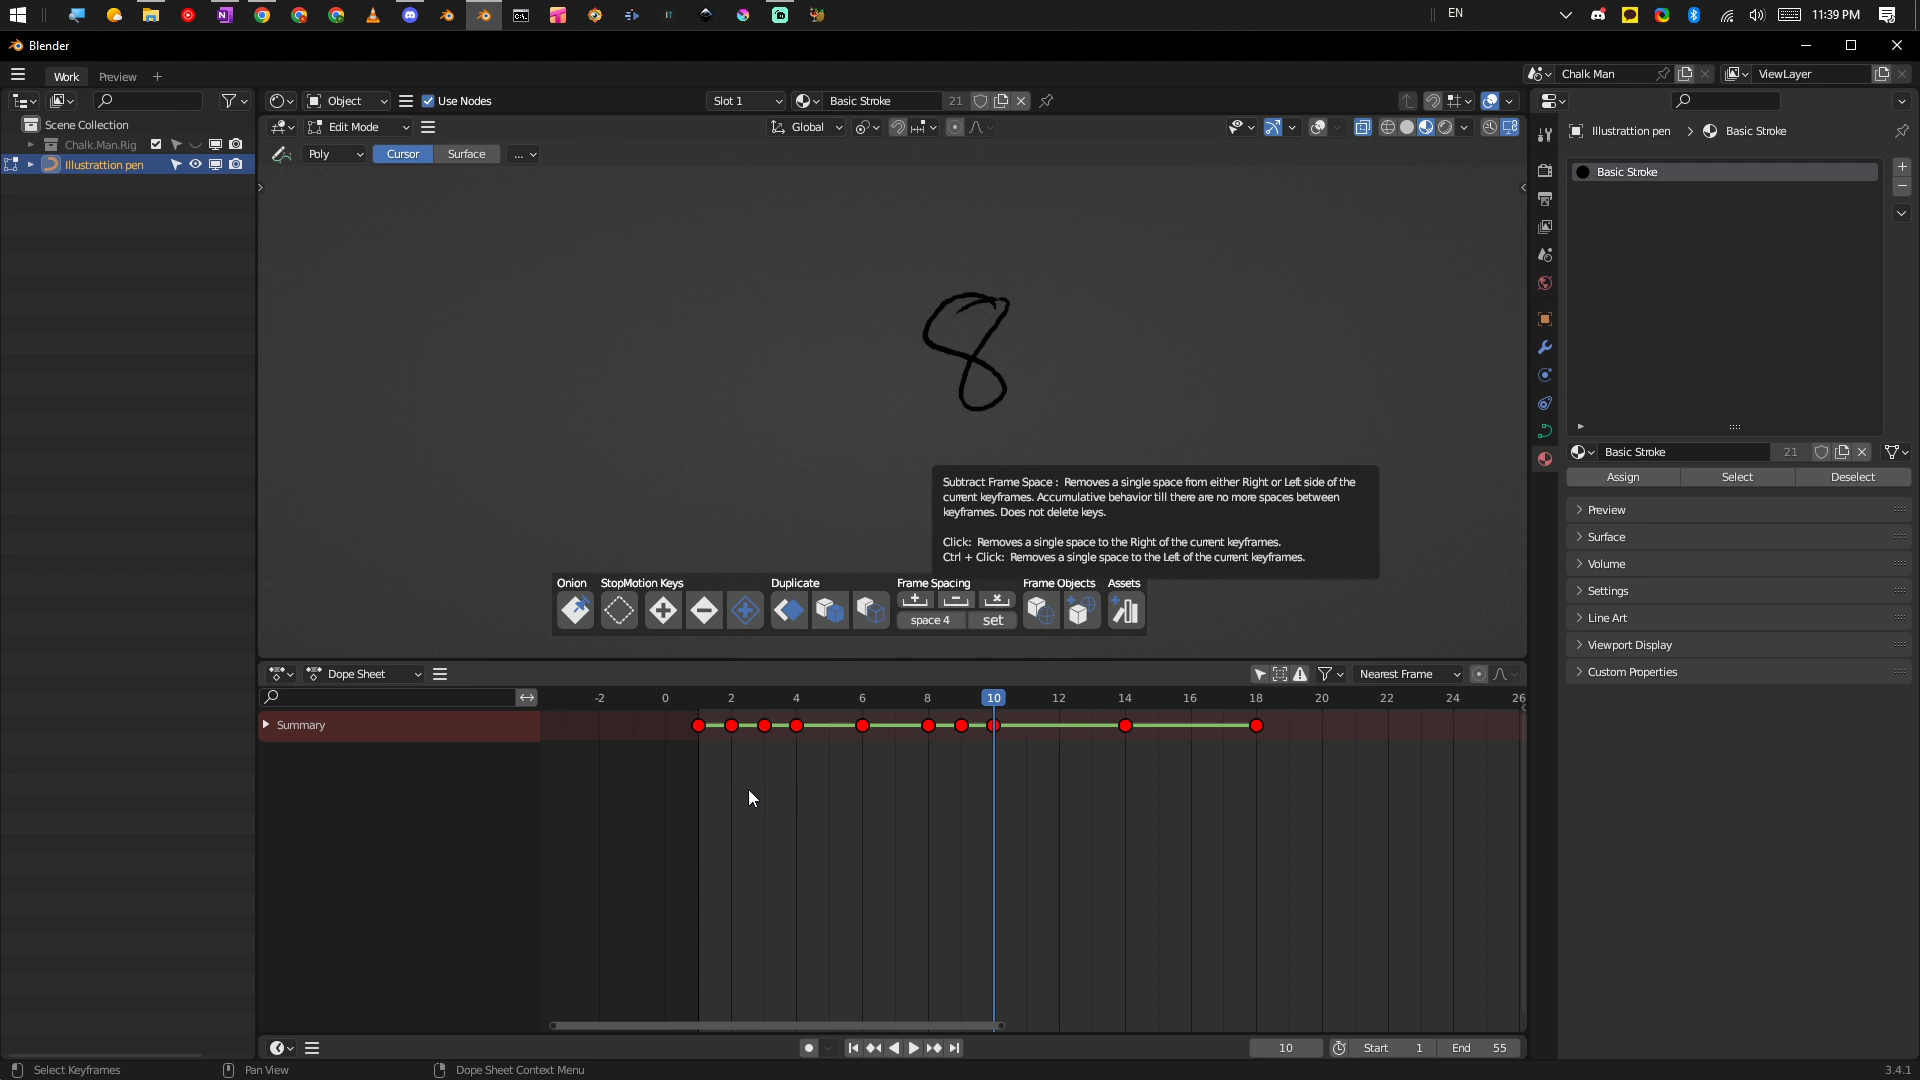 EN
11:39 PM
Blender
Work Preview +
Chalk Man
ViewLayer
Object
Use Nodes
Slot 1
Basic Stroke 21
Scene Collection
Chalk.Man.Rig
Illustrattion pen
Edit Mode
Global
Poly Cursor Surface ...
Illustrattion pen > Basic Stroke
Basic Stroke
8
Basic Stroke 21
Assign Select Deselect
Preview
Surface
Volume
Settings
Line Art
Viewport Display
Custom Properties
Subtract Frame Space : Removes a single space from either Right or Left side of the
current keyframes. Accumulative behavior till there are no more spaces between
keyframes. Does not delete keys.
Click: Removes a single space to the Right of the current keyframes.
Ctrl + Click: Removes a single space to the Left of the current keyframes.
Onion StopMotion Keys Duplicate Frame Spacing Frame Objects Assets
space 4 set
Dope Sheet
Nearest Frame
-2 0 2 4 6 8 10 12 14 16 18 20 22 24 26
Summary
10 Start 1 End 55
Select Keyframes Pan View Dope Sheet Context Menu 3.4.1